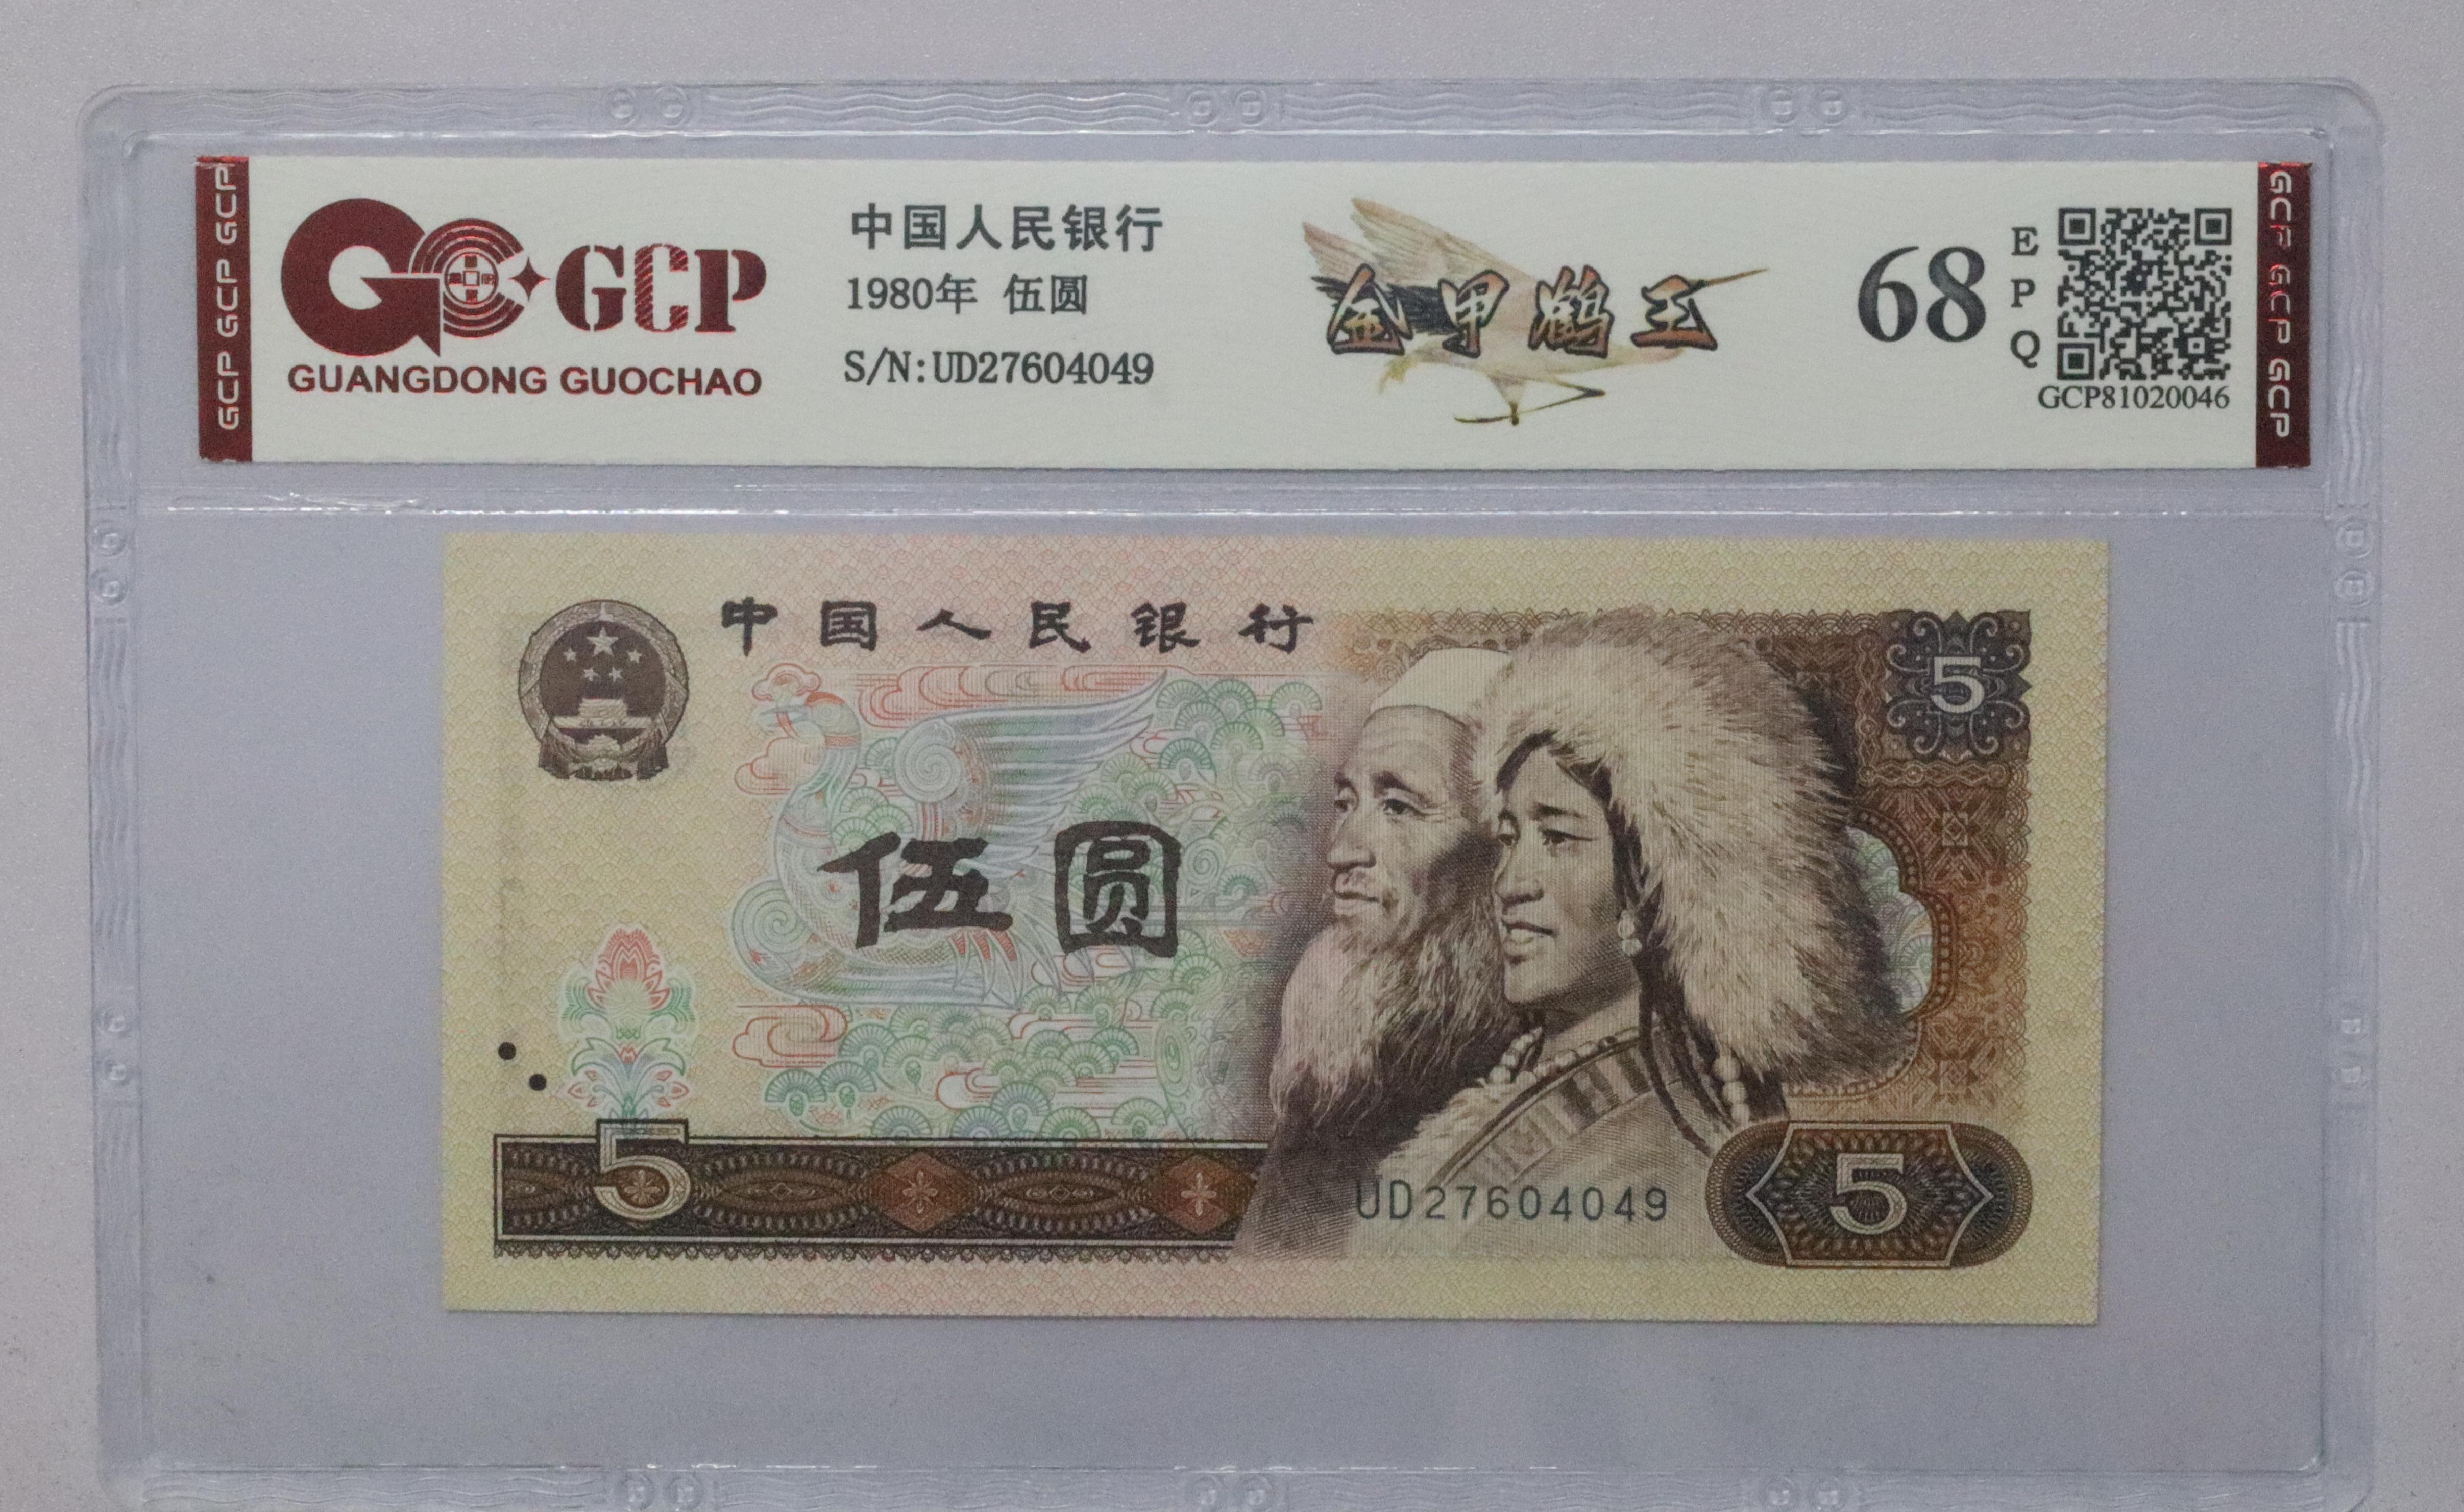 GCP GCP GCP
GCP
GUANGDONG GUOCHAO
中国人民银行
1980年 伍圆
S/N:UD27604049
金甲鹤王
68
E
P
Q
GCP81020046
GCP GCP GCP
中国人民银行
5
伍圆
5
UD27604049
5